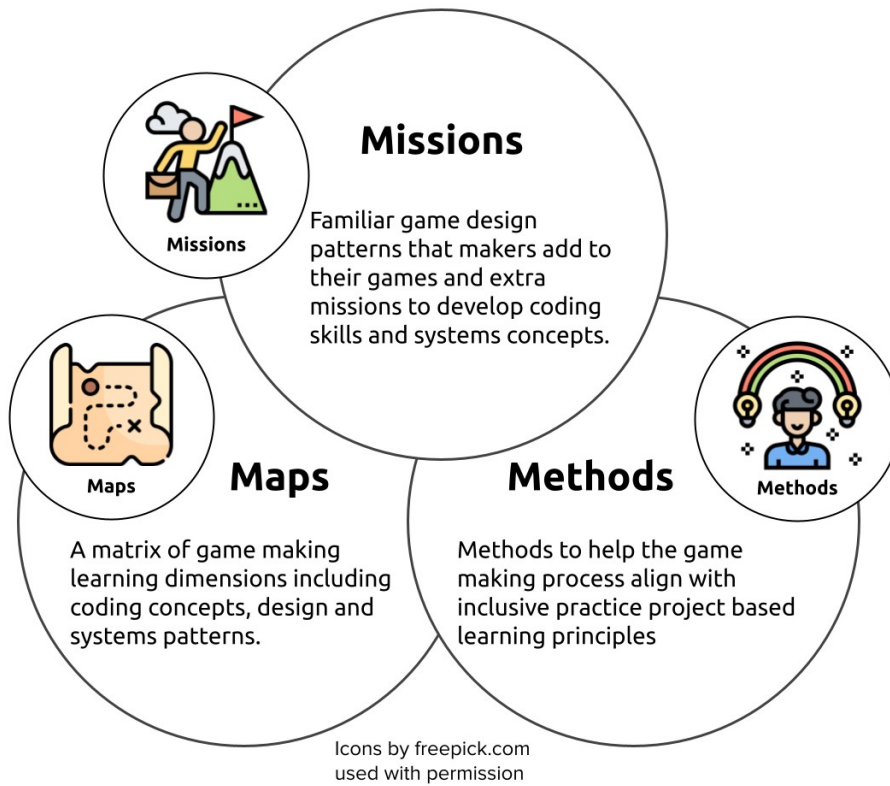 Missions
Missions
Familiar game design
patterns that makers add to
their games and extra
missions to develop coding
skills and systems concepts.
Maps
Maps
A matrix of game making
learning dimensions including
coding concepts, design and
systems patterns.
Methods
Methods
Methods to help the game
making process align with
inclusive practice project based
learning principles
Icons by freepick.com
used with permission